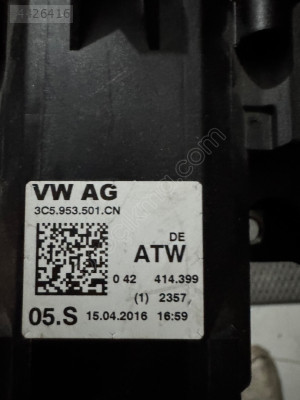 4326416
VW AG
3C5.953.501.CN
DE
ATW
0 42 414.399
(1) 2357
05.S 15.04.2016 16:59